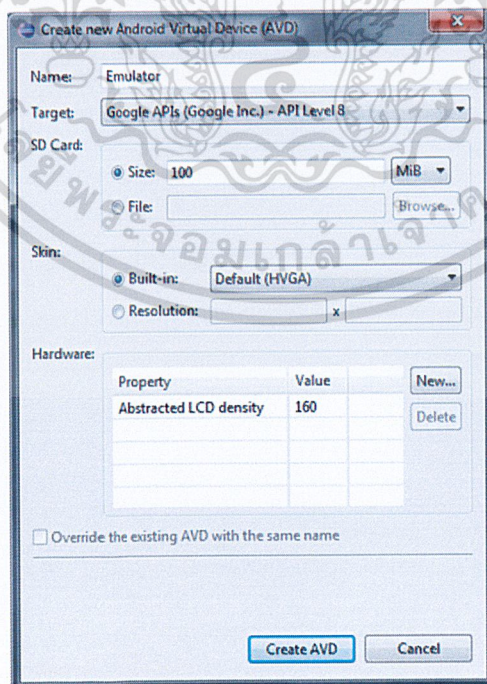 Create new Android Virtual Device (AVD)
Name: Emulator
Target: Google APIs (Google Inc.) - API Level 8
SD Card:
Size: 100 MiB
File: Browse...
Skin:
Built-in: Default (HVGA)
Resolution: x
Hardware:
Property Value New...
Abstracted LCD density 160 Delete
Override the existing AVD with the same name
Create AVD Cancel